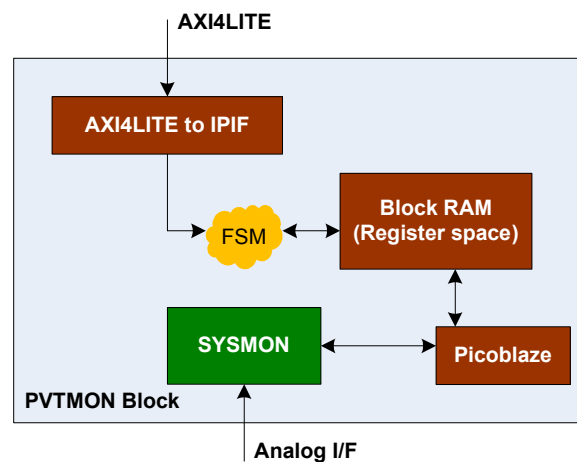 AXI4LITE
AXI4LITE to IPIF
Block RAM
(Register space)
FSM
SYSMON
Picoblaze
PVTMON Block
Analog I/F